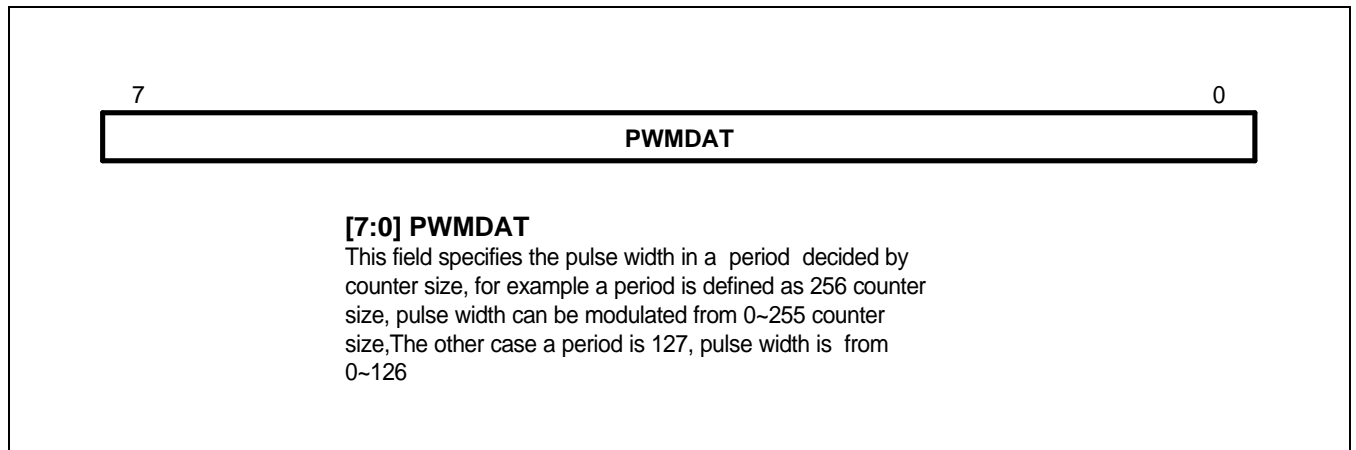 7 0
PWMDAT
[7:0] PWMDAT
This field specifies the pulse width in a period decided by
counter size, for example a period is defined as 256 counter
size, pulse width can be modulated from 0~255 counter
size,The other case a period is 127, pulse width is from
0~126